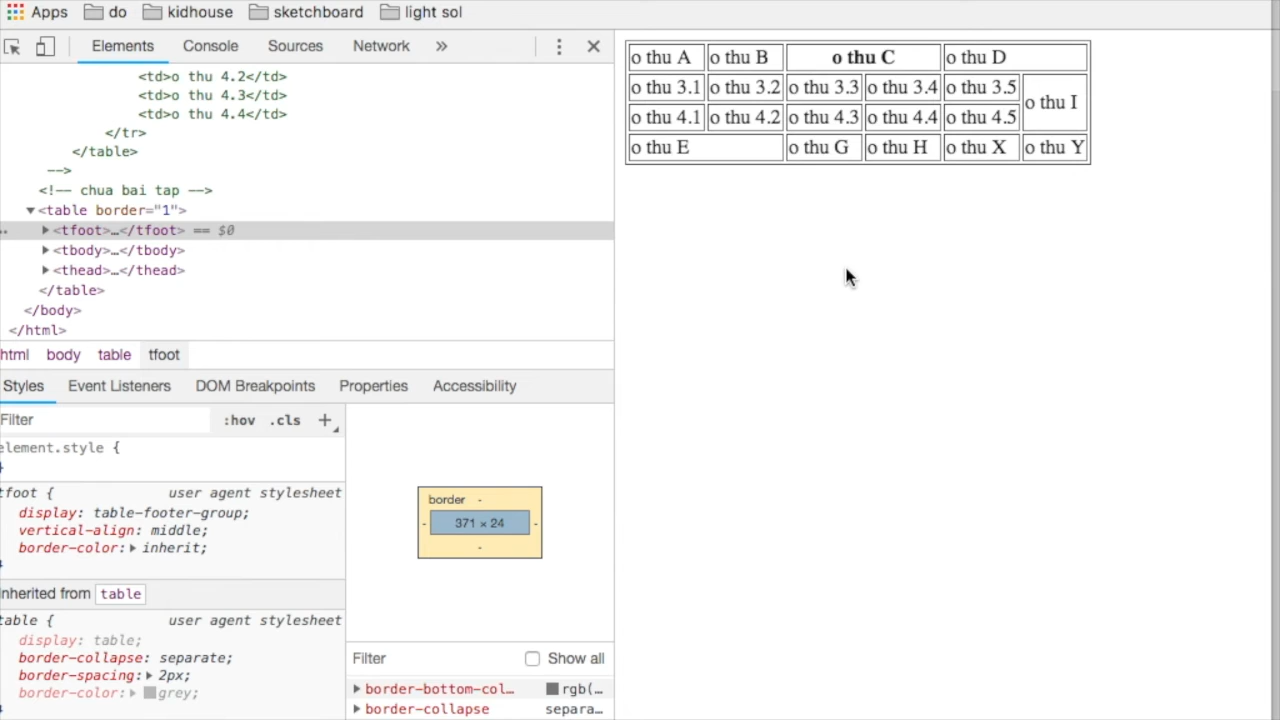 Apps do kidhouse sketchboard light sol
Elements Console Sources Network »
<td>o thu 4.2</td>
<td>o thu 4.3</td>
<td>o thu 4.4</td>
</tr>
</table>
-->
<!-- chua bai tap -->
▼<table border="1">
▶<tfoot>…</tfoot> == $0
▶<tbody>…</tbody>
▶<thead>…</thead>
</table>
</body>
</html>
html body table tfoot
Styles Event Listeners DOM Breakpoints Properties Accessibility
Filter :hov .cls +
element.style {
}
tfoot { user agent stylesheet
display: table-footer-group;
vertical-align: middle;
border-color:▶ inherit;
}
Inherited from table
table { user agent stylesheet
display: table;
border-collapse: separate;
border-spacing:▶ 2px;
border-color:▶ grey;
}
border -
- 371 × 24 -
-
Filter Show all
▶ border-bottom-col… rgb(…
▶ border-collapse separa…
o thu A o thu B o thu C o thu D
o thu 3.1 o thu 3.2 o thu 3.3 o thu 3.4 o thu 3.5 o thu I
o thu 4.1 o thu 4.2 o thu 4.3 o thu 4.4 o thu 4.5
o thu E o thu G o thu H o thu X o thu Y